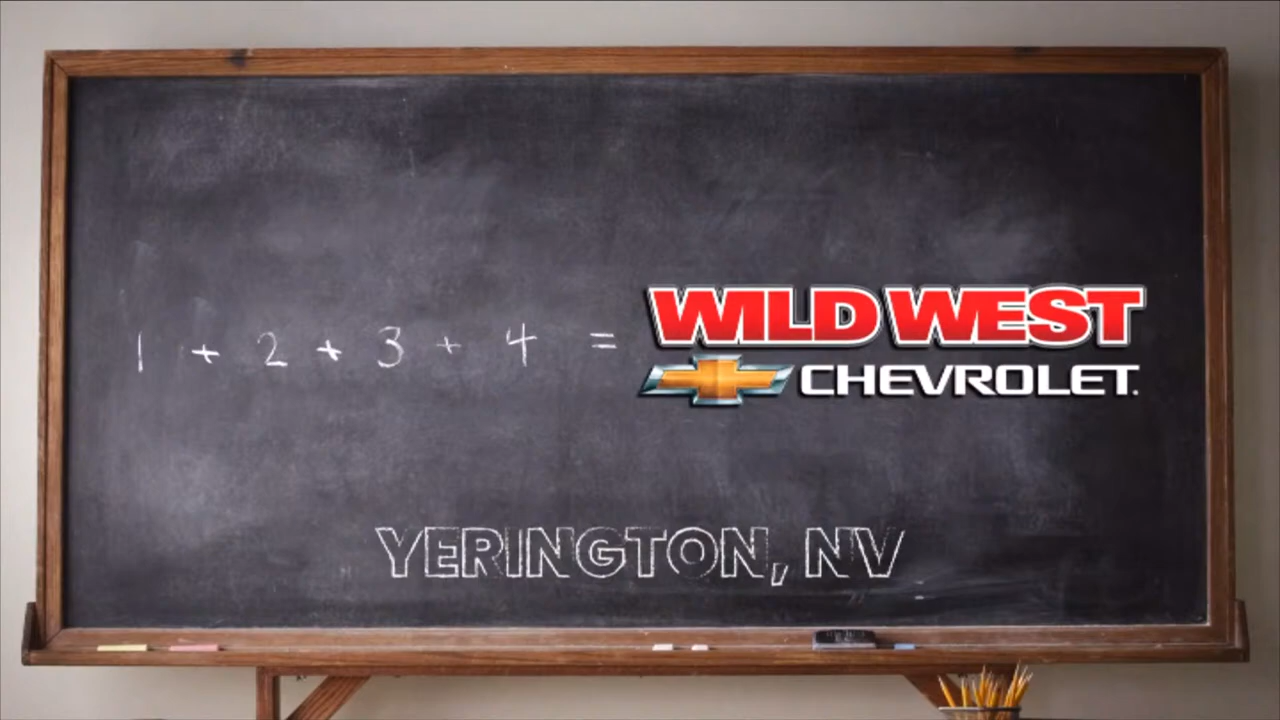 1 + 2 + 3 + 4 =
WILD WEST
CHEVROLET.
YERINGTON, NV